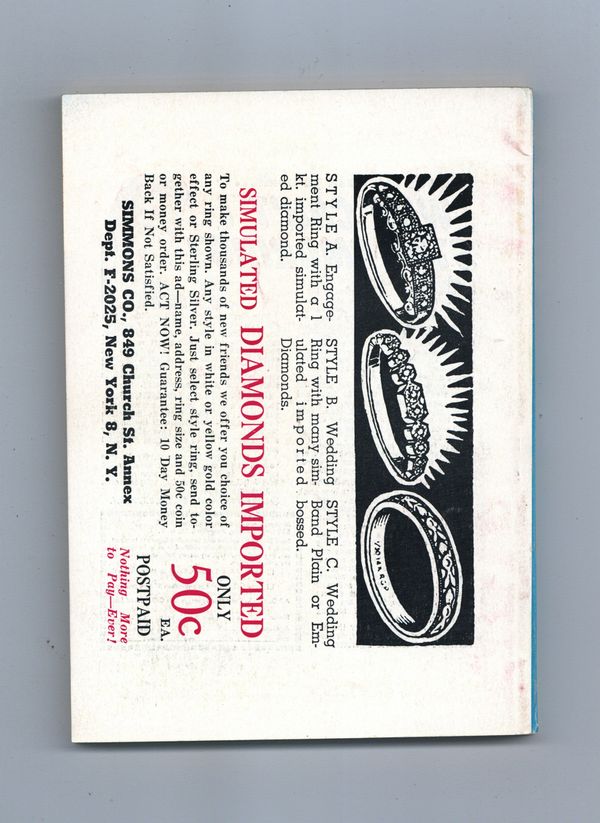 STYLE A. Engage-
ment Ring with a 1
kt. imported simulat-
ed diamond.
STYLE B. Wedding
Ring with many sim-
ulated imported
Diamonds.
STYLE C. Wedding
Band Plain or Em-
bossed.
SIMULATED DIAMONDS IMPORTED
To make thousands of new friends we offer you choice of
any ring shown. Any style in white or yellow gold color
effect or Sterling Silver. Just select style ring, send to-
gether with this ad—name, address, ring size and 50c coin
or money order. ACT NOW! Guarantee: 10 Day Money
Back If Not Satisfied.
SIMMONS CO., 849 Church St. Annex
Dept. F-2025, New York 8, N. Y.
ONLY
50c EA.
POSTPAID
Nothing More
to Pay—Ever!